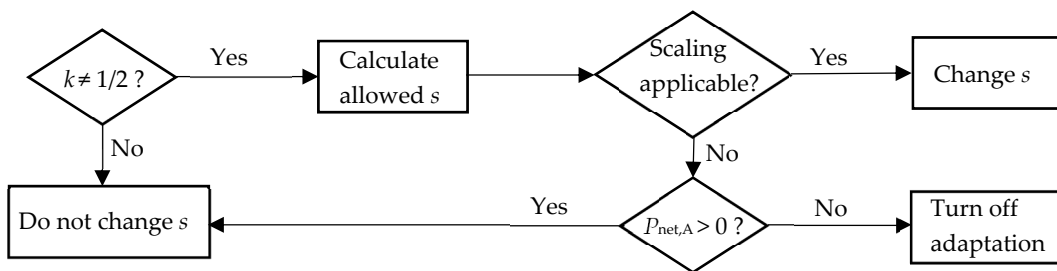 k ≠ 1/2 ?
Yes
Calculate
allowed s
Scaling
applicable?
Yes
Change s
No
No
Do not change s
Yes
Pnet,A > 0 ?
No
Turn off
adaptation